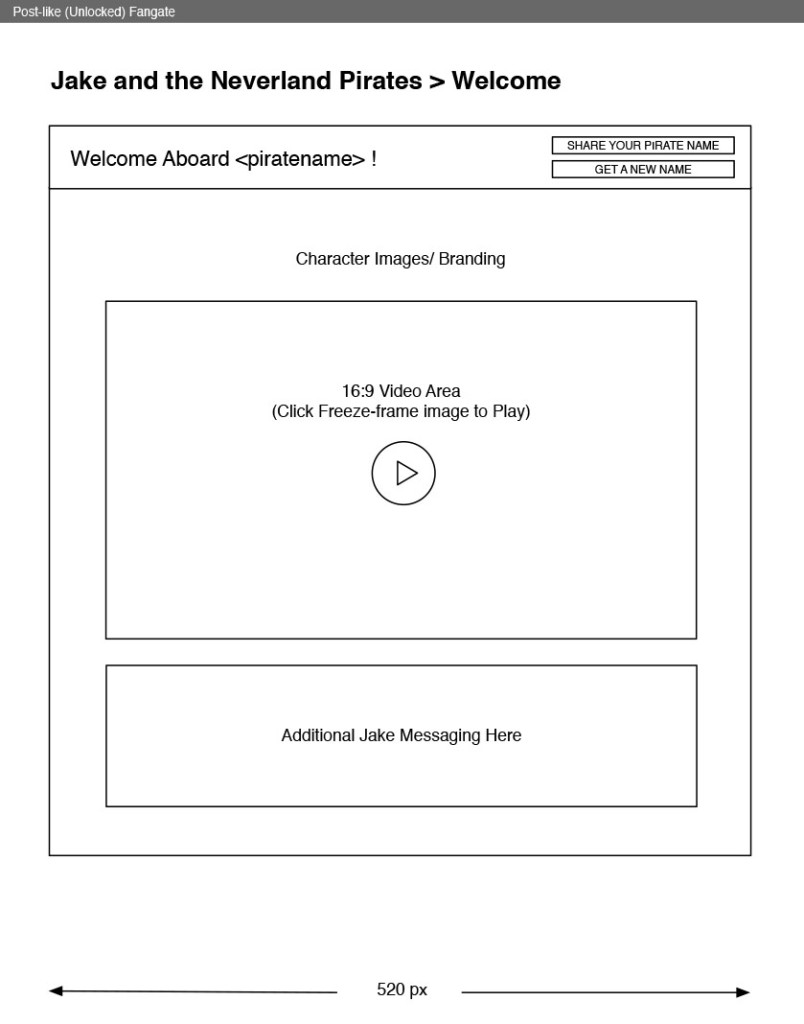 Post-like (Unlocked) Fangate
Jake and the Neverland Pirates > Welcome
Welcome Aboard <piratename> !
SHARE YOUR PIRATE NAME
GET A NEW NAME
Character Images/ Branding
16:9 Video Area
(Click Freeze-frame image to Play)
Additional Jake Messaging Here
520 px